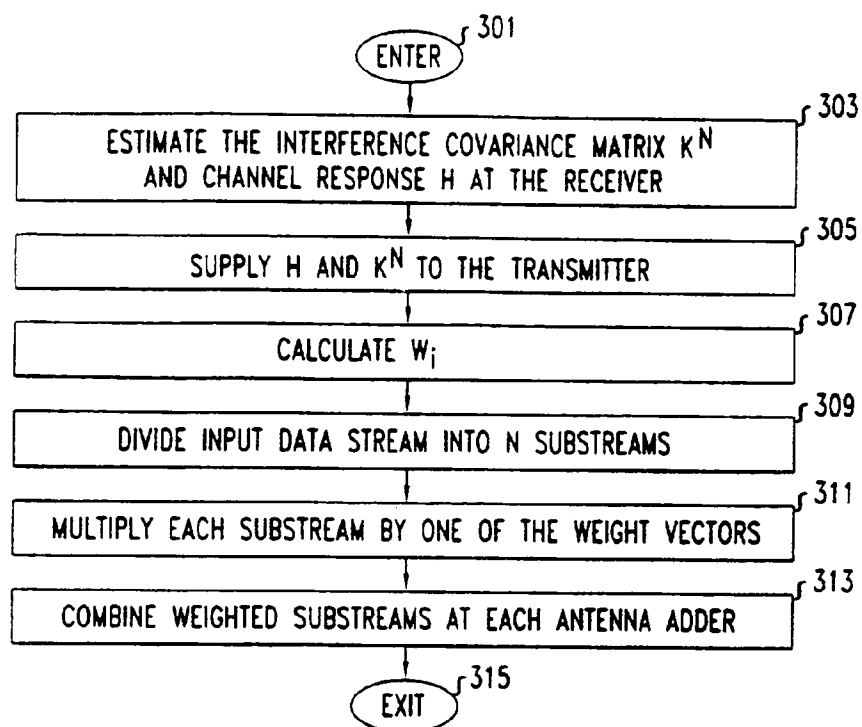 301
ENTER
303
ESTIMATE THE INTERFERENCE COVARIANCE MATRIX K^N
AND CHANNEL RESPONSE H AT THE RECEIVER
305
SUPPLY H AND K^N TO THE TRANSMITTER
307
CALCULATE W_i
309
DIVIDE INPUT DATA STREAM INTO N SUBSTREAMS
311
MULTIPLY EACH SUBSTREAM BY ONE OF THE WEIGHT VECTORS
313
COMBINE WEIGHTED SUBSTREAMS AT EACH ANTENNA ADDER
315
EXIT